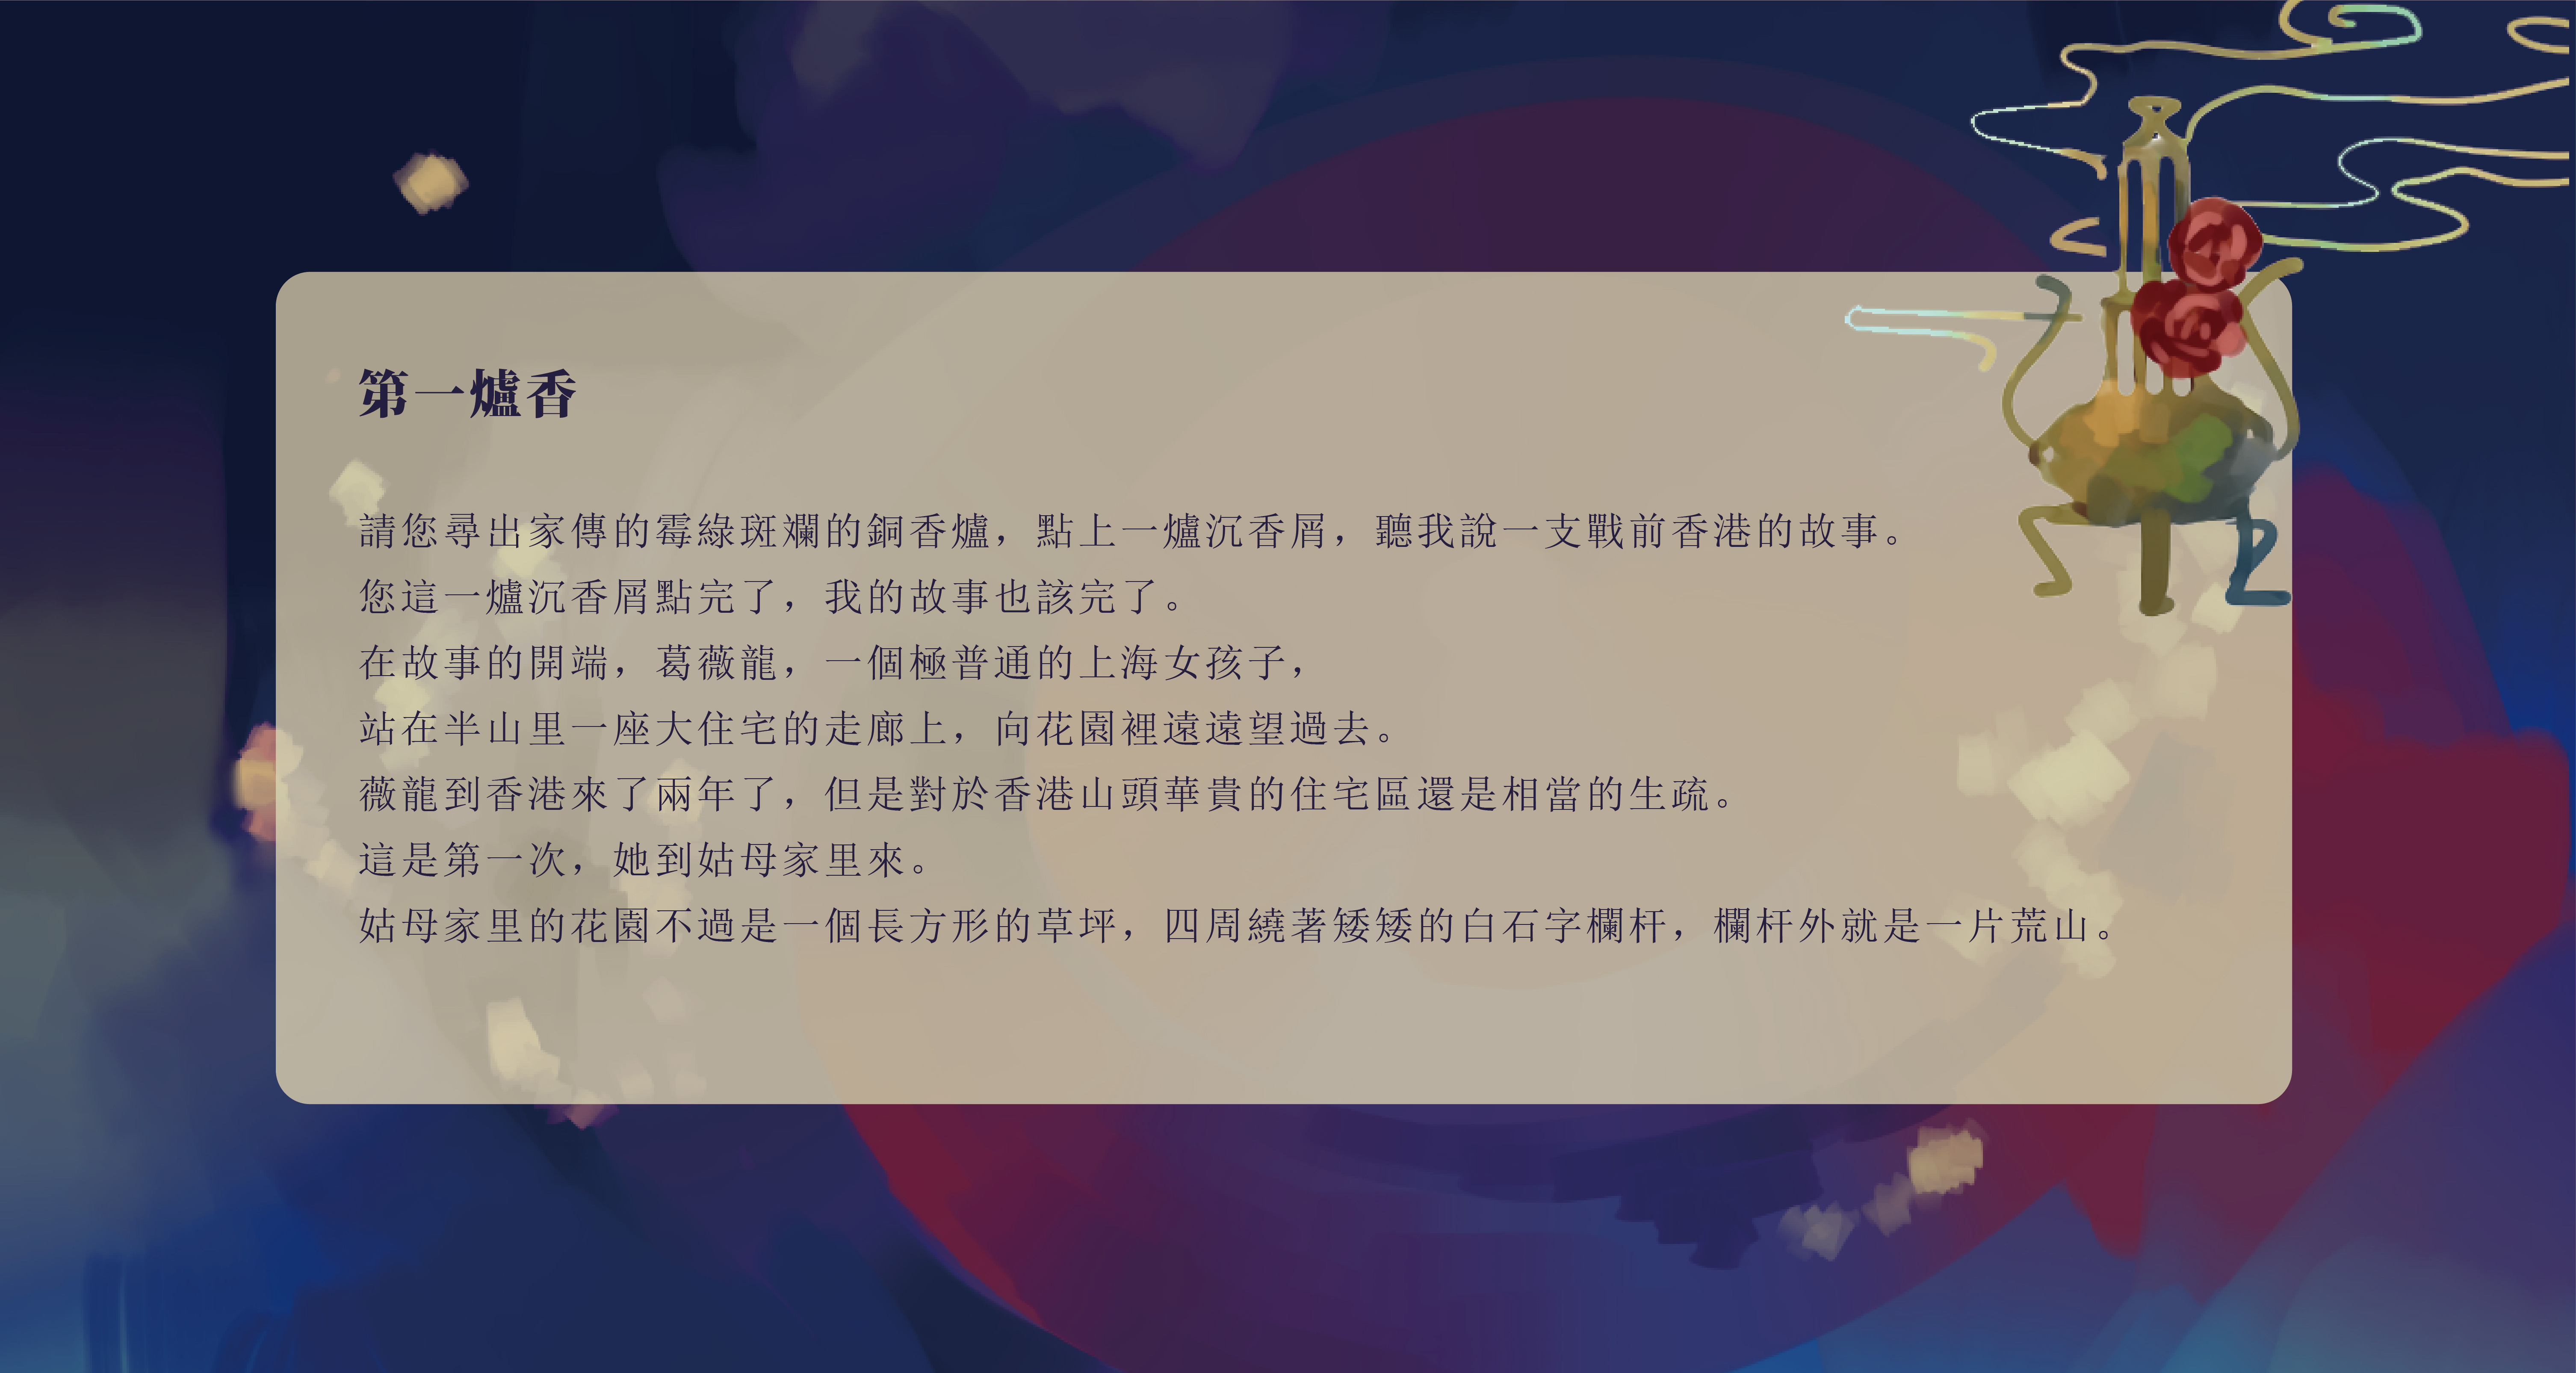 第一爐香
請您尋出家傳的霉綠斑斕的銅香爐，點上一爐沉香屑，聽我說一支戰前香港的故事。
您這一爐沉香屑點完了，我的故事也該完了。
在故事的開端，葛薇龍，一個極普通的上海女孩子，
站在半山里一座大住宅的走廊上，向花園裡遠遠望過去。
薇龍到香港來了兩年了，但是對於香港山頭華貴的住宅區還是相當的生疏。
這是第一次，她到姑母家里來。
姑母家里的花園不過是一個長方形的草坪，四周繞著矮矮的白石字欄杆，欄杆外就是一片荒山。